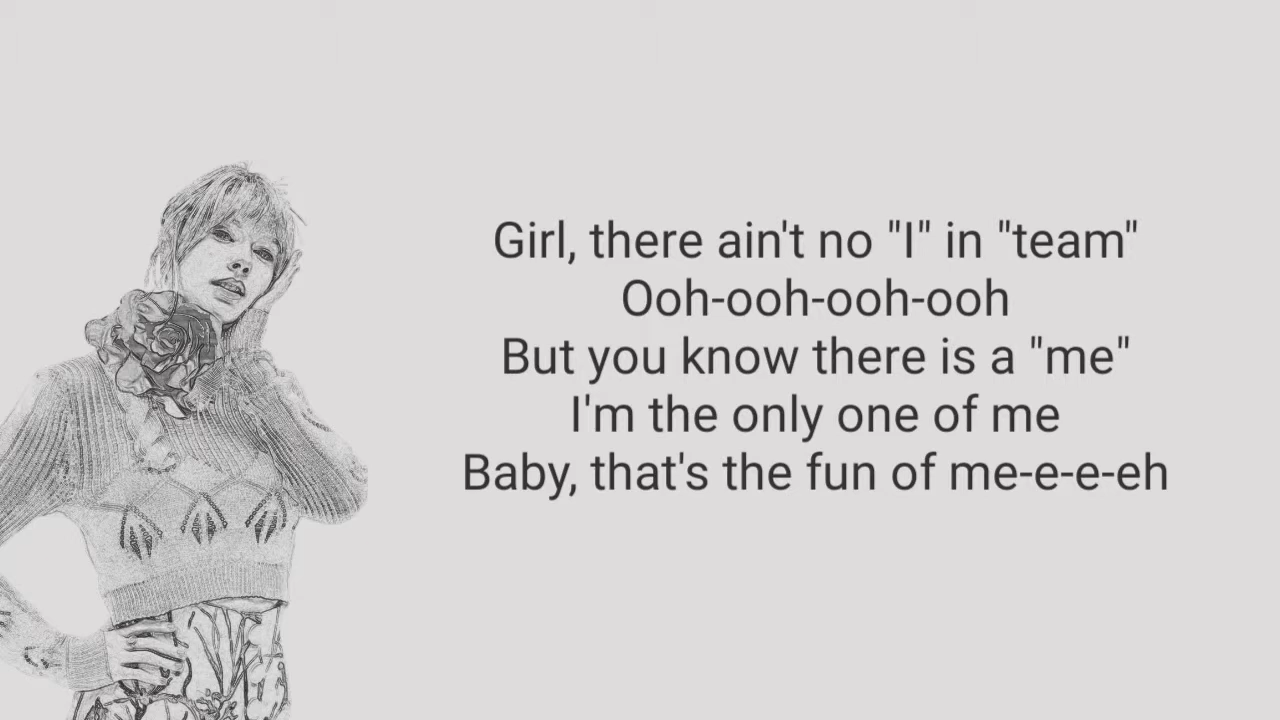 Girl, there ain't no "I" in "team"
Ooh-ooh-ooh-ooh
But you know there is a "me"
I'm the only one of me
Baby, that's the fun of me-e-e-eh